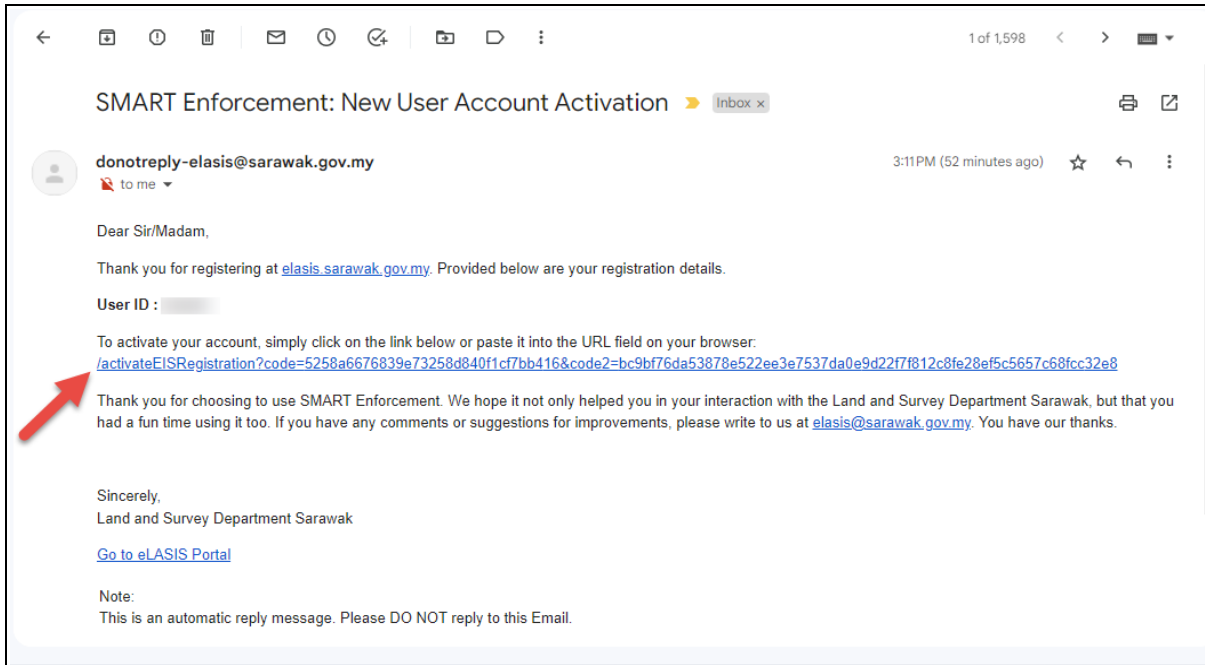 1 of 1,598
SMART Enforcement: New User Account Activation Inbox x
donotreply-elasis@sarawak.gov.my 3:11 PM (52 minutes ago)
to me
Dear Sir/Madam,
Thank you for registering at elasis.sarawak.gov.my. Provided below are your registration details.
User ID :
To activate your account, simply click on the link below or paste it into the URL field on your browser:
/activateEISRegistration?code=5258a6676839e73258d840f1cf7bb416&code2=bc9bf76da53878e522ee3e7537da0e9d22f7f812c8fe28ef5c5657c68fcc32e8
Thank you for choosing to use SMART Enforcement. We hope it not only helped you in your interaction with the Land and Survey Department Sarawak, but that you
had a fun time using it too. If you have any comments or suggestions for improvements, please write to us at elasis@sarawak.gov.my. You have our thanks.
Sincerely,
Land and Survey Department Sarawak
Go to eLASIS Portal
Note:
This is an automatic reply message. Please DO NOT reply to this Email.